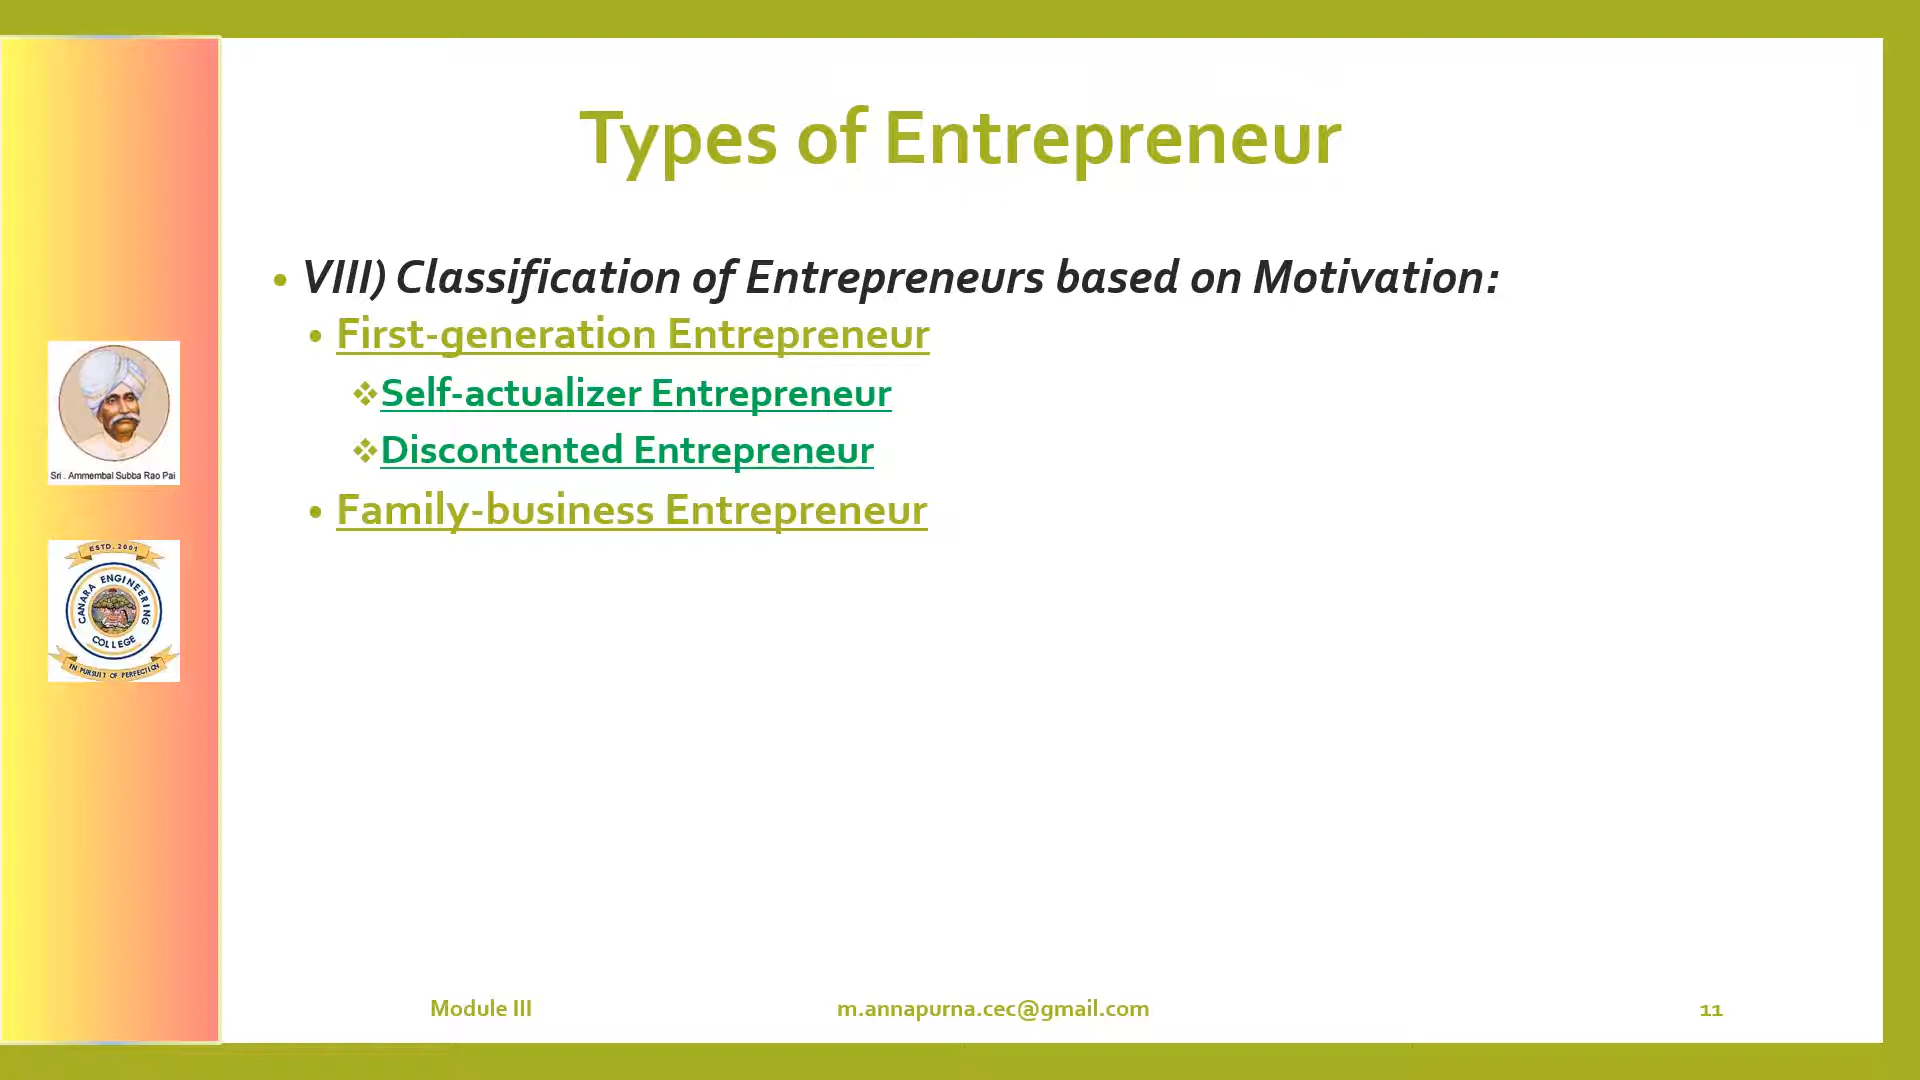 Types of Entrepreneur
• VIII) Classification of Entrepreneurs based on Motivation:
• First-generation Entrepreneur
❖Self-actualizer Entrepreneur
❖Discontented Entrepreneur
• Family-business Entrepreneur
Sri . Ammembal Subba Rao Pai
ESTD. 2001
CANARA ENGINEERING
COLLEGE
IN PURSUIT OF PERFECTION
Module III
m.annapurna.cec@gmail.com
11